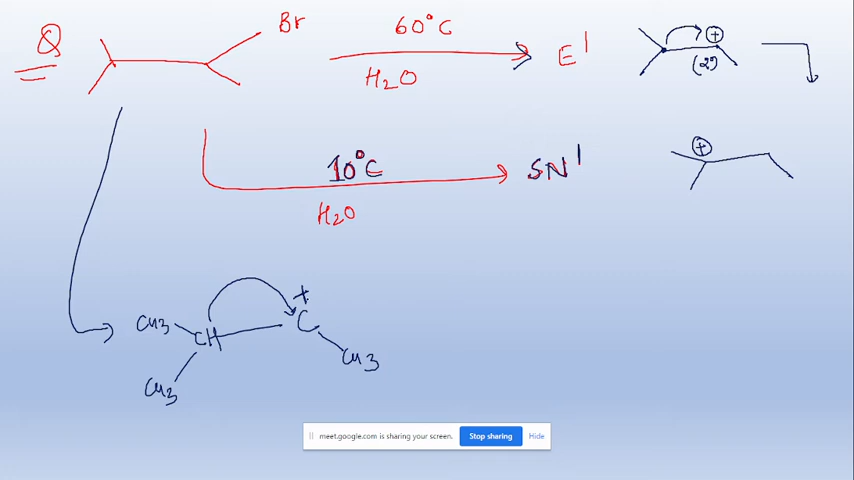 Q
Br
60°C
H2O
E1
+
(2°)
10°C
H2O
SN1
+
+
CH3
CH
C
CH3
CH3
meet.google.com is sharing your screen.
Stop sharing
Hide